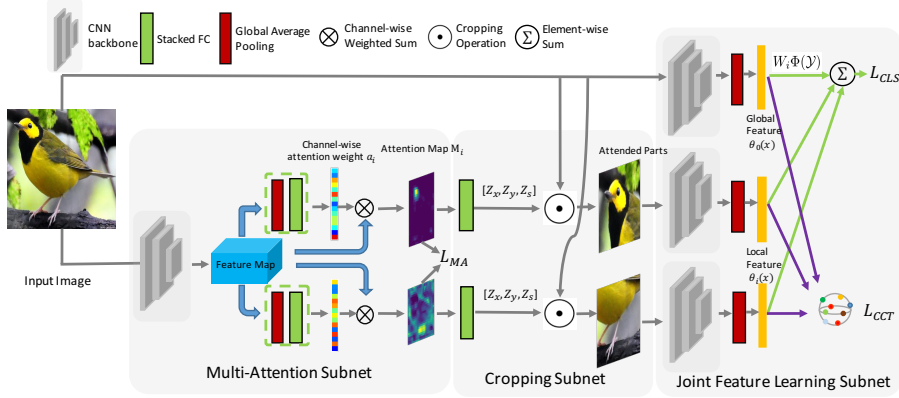 CNN
backbone
Stacked FC
Global Average
Pooling
Channel-wise
Weighted Sum
Cropping
Operation
Σ
Element-wise
Sum
Input Image
Feature Map
Channel-wise
attention weight α_i
Attention Map M_i
L_MA
Multi-Attention Subnet
[Z_x, Z_y, Z_s]
[Z_x, Z_y, Z_s]
Attended Parts
Cropping Subnet
W_iΦ(𝒴)
Σ
L_CLS
Global
Feature
θ_0(x)
Local
Feature
θ_i(x)
L_CCT
Joint Feature Learning Subnet